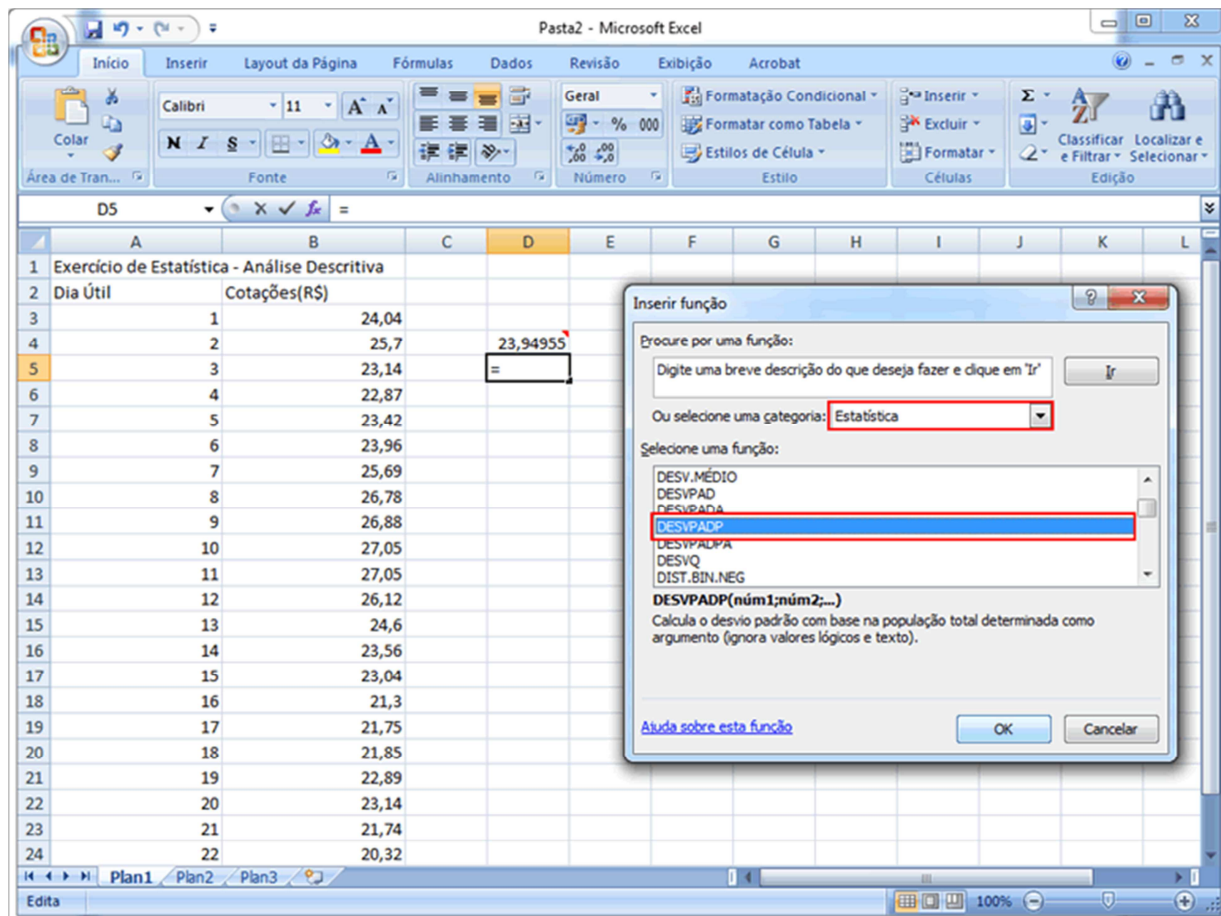 Pasta2 - Microsoft Excel
Início Inserir Layout da Página Fórmulas Dados Revisão Exibição Acrobat
Colar
Calibri 11 A A
N I S A
Geral
% 000
Formatação Condicional
Formatar como Tabela
Estilos de Célula
Inserir
Excluir
Formatar
Σ
Classificar e Filtrar
Localizar e Selecionar
Área de Tran... Fonte Alinhamento Número Estilo Células Edição
D5 fx =
A B C D E F G H I J K L
1 Exercício de Estatística - Análise Descritiva
2 Dia Útil Cotações(R$)
3 1 24,04
4 2 25,7 23,94955
5 3 23,14 =
6 4 22,87
7 5 23,42
8 6 23,96
9 7 25,69
10 8 26,78
11 9 26,88
12 10 27,05
13 11 27,05
14 12 26,12
15 13 24,6
16 14 23,56
17 15 23,04
18 16 21,3
19 17 21,75
20 18 21,85
21 19 22,89
22 20 23,14
23 21 21,74
24 22 20,32
Inserir função
Procure por uma função:
Digite uma breve descrição do que deseja fazer e clique em 'Ir'
Ir
Ou selecione uma categoria: Estatística
Selecione uma função:
DESV.MÉDIO
DESVPAD
DESVPADA
DESVPADP
DESVPADPA
DESVQ
DIST.BIN.NEG
DESVPADP(núm1;núm2;...)
Calcula o desvio padrão com base na população total determinada como
argumento (ignora valores lógicos e texto).
Ajuda sobre esta função
OK Cancelar
Plan1 Plan2 Plan3
Edita 100%